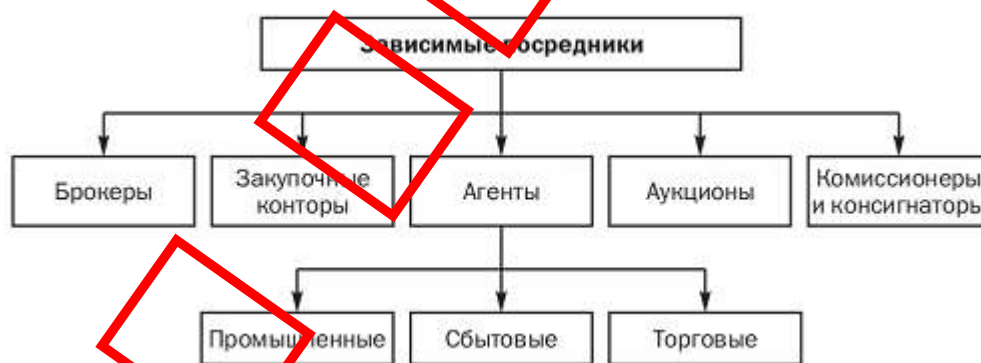 Зависимые посредники
Брокеры
Закупочные
конторы
Агенты
Аукционы
Комиссионеры
и консигнаторы
Промышленные
Сбытовые
Торговые